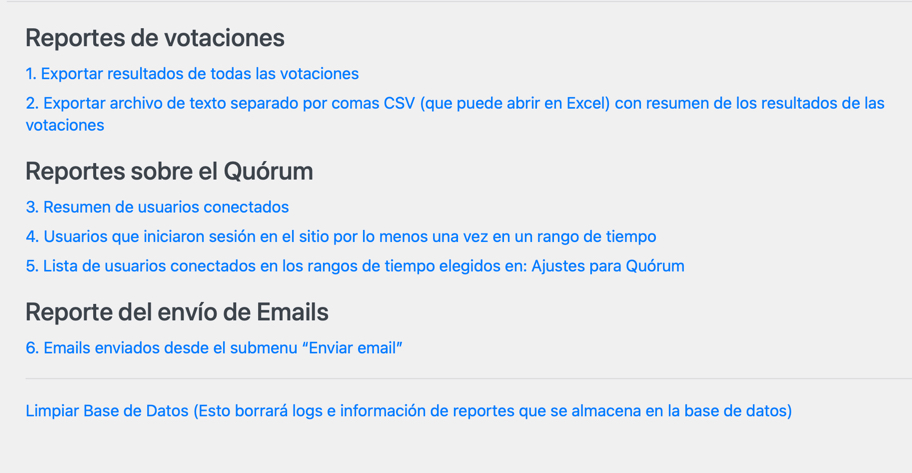 Reportes de votaciones
1. Exportar resultados de todas las votaciones
2. Exportar archivo de texto separado por comas CSV (que puede abrir en Excel) con resumen de los resultados de las
votaciones
Reportes sobre el Quórum
3. Resumen de usuarios conectados
4. Usuarios que iniciaron sesión en el sitio por lo menos una vez en un rango de tiempo
5. Lista de usuarios conectados en los rangos de tiempo elegidos en: Ajustes para Quórum
Reporte del envío de Emails
6. Emails enviados desde el submenu “Enviar email”
Limpiar Base de Datos (Esto borrará logs e información de reportes que se almacena en la base de datos)